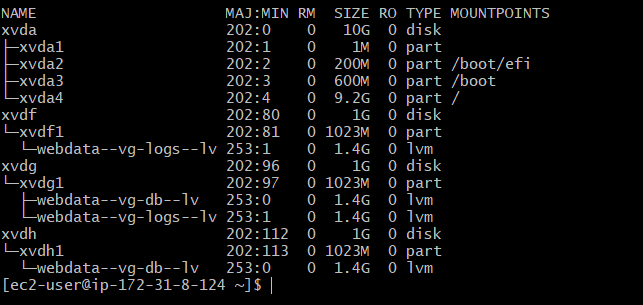 NAME                      MAJ:MIN RM  SIZE RO TYPE MOUNTPOINTS
xvda                      202:0    0   10G  0 disk
├─xvda1                   202:1    0    1M  0 part
├─xvda2                   202:2    0  200M  0 part /boot/efi
├─xvda3                   202:3    0  600M  0 part /boot
└─xvda4                   202:4    0  9.2G  0 part /
xvdf                      202:80   0    1G  0 disk
└─xvdf1                   202:81   0 1023M  0 part
  └─webdata--vg-logs--lv  253:1    0  1.4G  0 lvm
xvdg                      202:96   0    1G  0 disk
└─xvdg1                   202:97   0 1023M  0 part
  ├─webdata--vg-db--lv    253:0    0  1.4G  0 lvm
  └─webdata--vg-logs--lv  253:1    0  1.4G  0 lvm
xvdh                      202:112  0    1G  0 disk
└─xvdh1                   202:113  0 1023M  0 part
  └─webdata--vg-db--lv    253:0    0  1.4G  0 lvm
[ec2-user@ip-172-31-8-124 ~]$